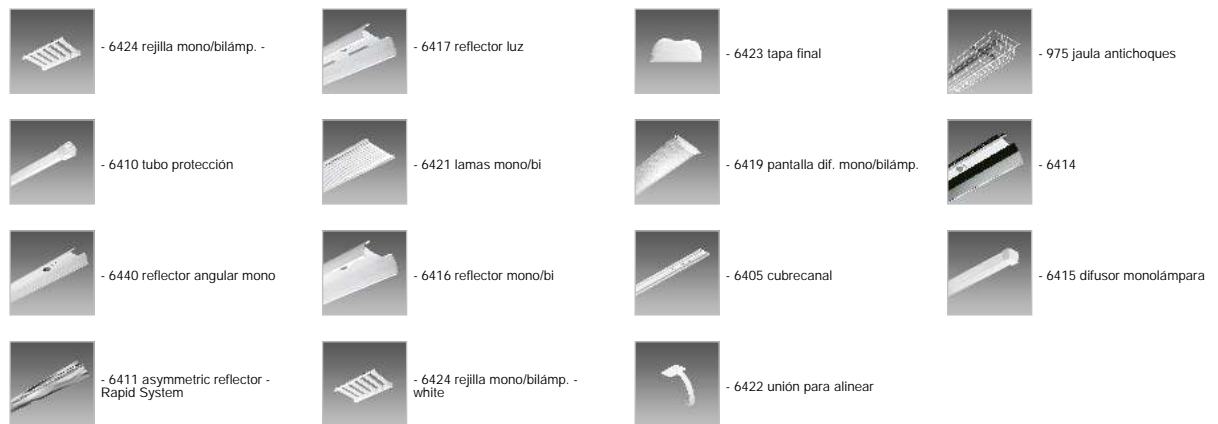 - 6424 rejilla mono/bilámp. -
- 6417 reflector luz
- 6423 tapa final
- 975 jaula antichoques
- 6410 tubo protección
- 6421 lamas mono/bi
- 6419 pantalla dif. mono/bilámp.
- 6414
- 6440 reflector angular mono
- 6416 reflector mono/bi
- 6405 cubrecanal
- 6415 difusor monolámpara
- 6411 asymmetric reflector -
Rapid System
- 6424 rejilla mono/bilámp. -
white
- 6422 unión para alinear